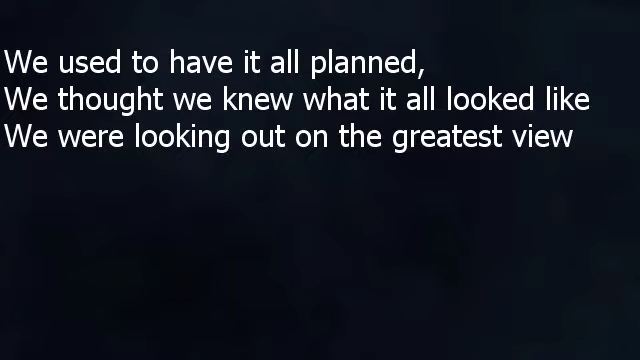 We used to have it all planned,
We thought we knew what it all looked like
We were looking out on the greatest view